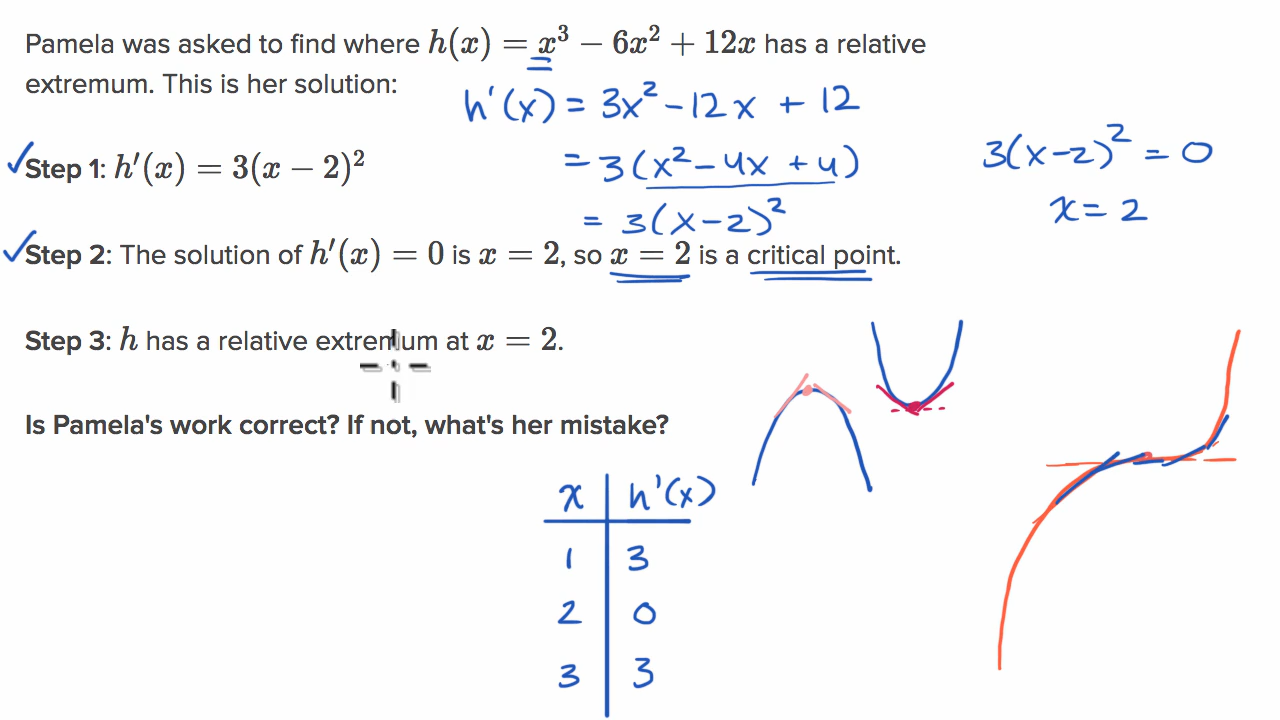 Pamela was asked to find where h(x) = x³ − 6x² + 12x has a relative
extremum. This is her solution:
h'(x) = 3x² - 12x + 12
Step 1: h′(x) = 3(x − 2)²
= 3(x² - 4x + 4)
= 3(x-2)²
3(x-2)² = 0
x = 2
Step 2: The solution of h′(x) = 0 is x = 2, so x = 2 is a critical point.
Step 3: h has a relative extremum at x = 2.
Is Pamela's work correct? If not, what's her mistake?
x h'(x)
1 3
2 0
3 3